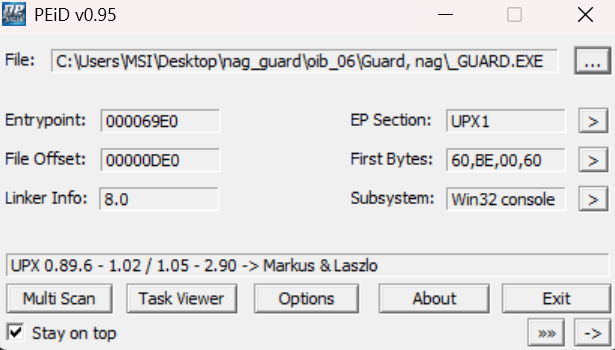 PEiD v0.95
File: C:\Users\MSI\Desktop\nag_guard\oib_06\Guard, nag\_GUARD.EXE ...
Entrypoint: 000069E0 EP Section: UPX1 >
File Offset: 00000DE0 First Bytes: 60,BE,00,60 >
Linker Info: 8.0 Subsystem: Win32 console >
UPX 0.89.6 - 1.02 / 1.05 - 2.90 -> Markus & Laszlo
Multi Scan Task Viewer Options About Exit
Stay on top »» ->